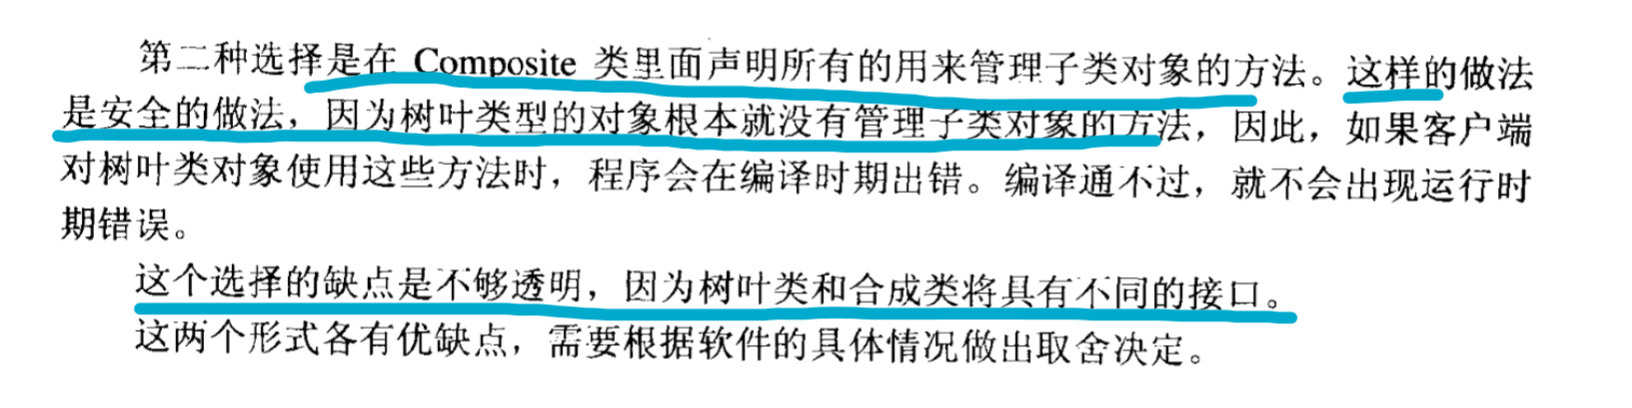 第二种选择是在 Composite 类里面声明所有的用来管理子类对象的方法。这样的做法
是安全的做法，因为树叶类型的对象根本就没有管理子类对象的方法，因此，如果客户端
对树叶类对象使用这些方法时，程序会在编译时期出错。编译通不过，就不会出现运行时
期错误。
这个选择的缺点是不够透明，因为树叶类和合成类将具有不同的接口。
这两个形式各有优缺点，需要根据软件的具体情况做出取舍决定。